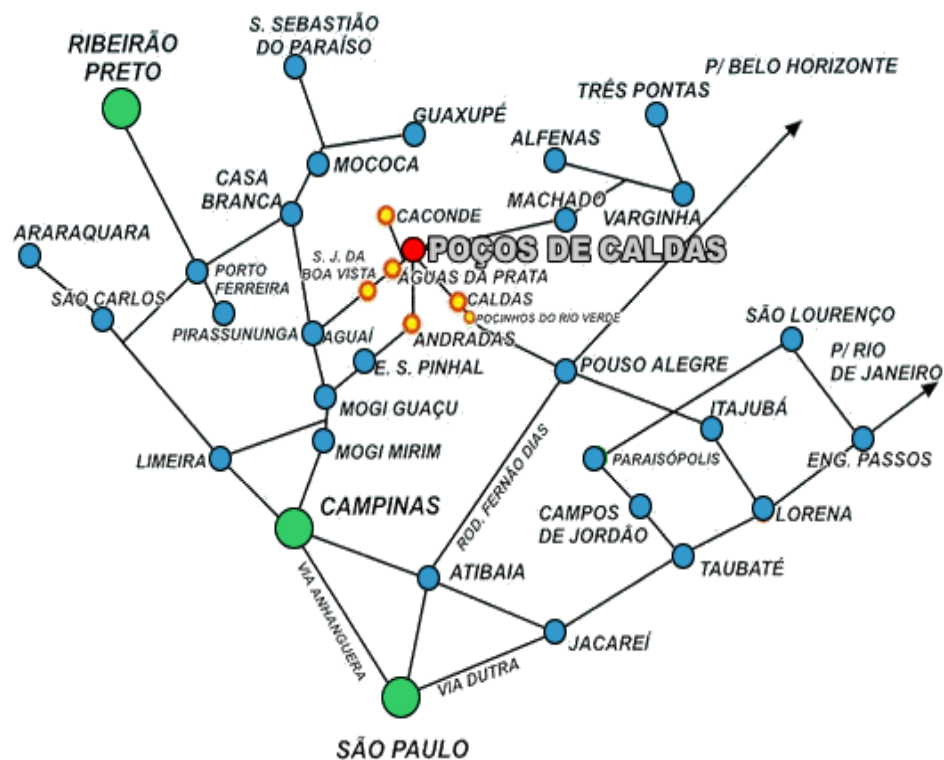 S. SEBASTIÃO
DO PARAÍSO
RIBEIRÃO
PRETO
P/ BELO HORIZONTE
TRÊS PONTAS
GUAXUPÉ
ALFENAS
MOCOCA
CASA
BRANCA
MACHADO
VARGINHA
CACONDE
ARARAQUARA
POÇOS DE CALDAS
S. J. DA
BOA VISTA
ÁGUAS DA PRATA
PORTO
FERREIRA
SÃO CARLOS
CALDAS
POCINHOS DO RIO VERDE
PIRASSUNUNGA
AGUAÍ
ANDRADAS
SÃO LOURENÇO
P/ RIO
DE JANEIRO
E. S. PINHAL
POUSO ALEGRE
MOGI GUAÇU
ITAJUBÁ
MOGI MIRIM
LIMEIRA
PARAISÓPOLIS
ENG. PASSOS
ROD. FERNÃO DIAS
CAMPINAS
CAMPOS
DE JORDÃO
LORENA
ATIBAIA
TAUBATÉ
VIA ANHANGUERA
JACAREÍ
VIA DUTRA
SÃO PAULO